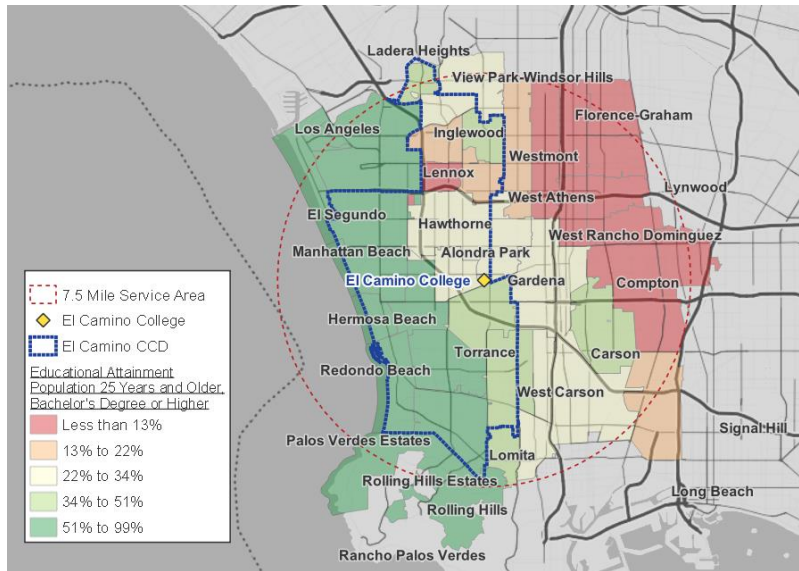 Ladera Heights
View Park-Windsor Hills
Florence-Graham
Los Angeles
Inglewood
Westmont
Lennox
Lynwood
West Athens
El Segundo
Hawthorne
West Rancho Dominguez
Manhattan Beach
Alondra Park
El Camino College
Gardena
Compton
Hermosa Beach
Torrance
Carson
Redondo Beach
West Carson
Palos Verdes Estates
Lomita
Signal Hill
Rolling Hills Estates
Long Beach
Rolling Hills
Rancho Palos Verdes
7.5 Mile Service Area
El Camino College
El Camino CCD
Educational Attainment
Population 25 Years and Older,
Bachelor's Degree or Higher
Less than 13%
13% to 22%
22% to 34%
34% to 51%
51% to 99%